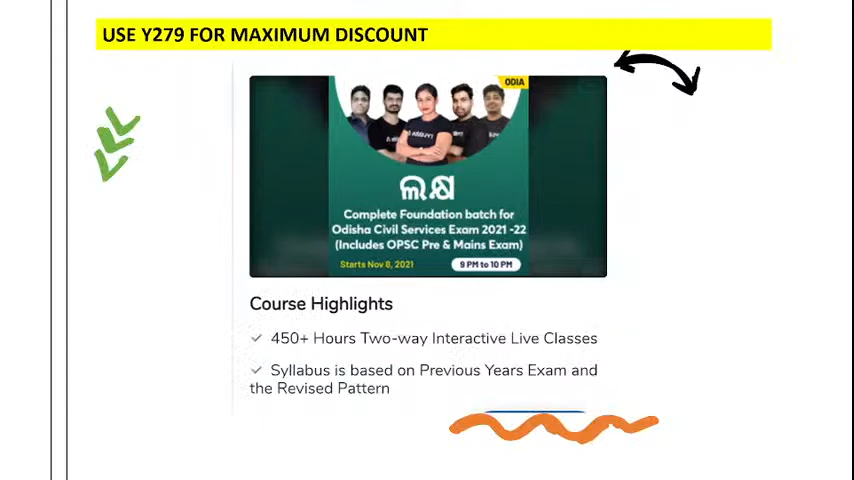 USE Y279 FOR MAXIMUM DISCOUNT
ODIA
ଲକ୍ଷ୍ୟ
Complete Foundation batch for
Odisha Civil Services Exam 2021 -22
(Includes OPSC Pre & Mains Exam)
Starts Nov 8, 2021
9 PM to 10 PM
Course Highlights
✓ 450+ Hours Two-way Interactive Live Classes
✓ Syllabus is based on Previous Years Exam and
the Revised Pattern